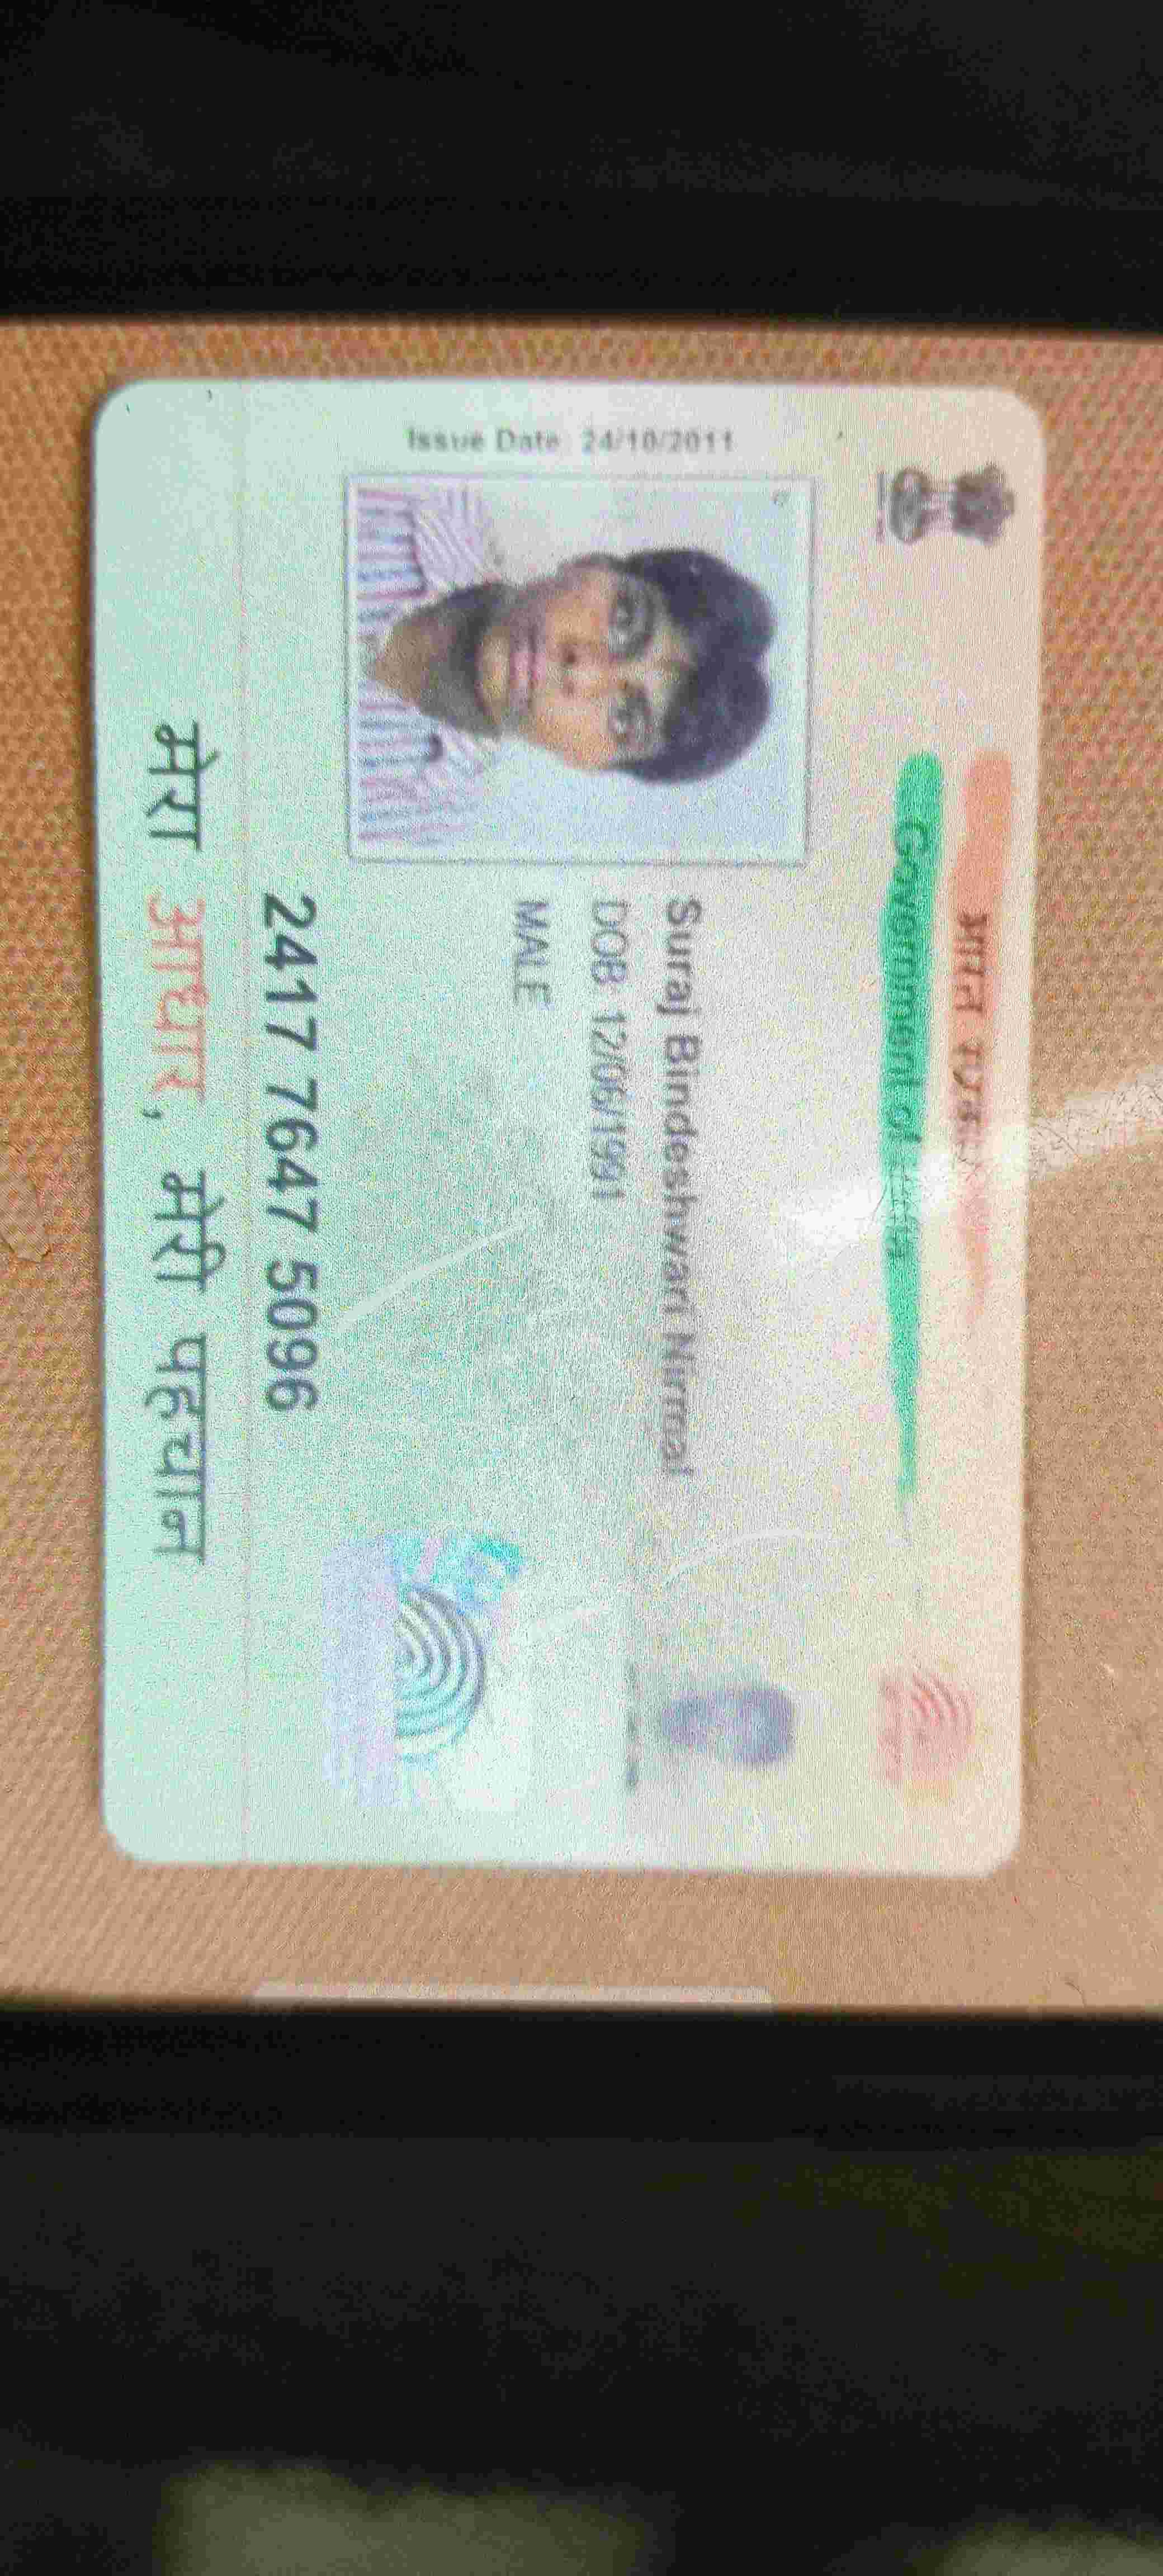 भारत सरकार
Government of India
Issue Date: 24/10/2011
Suraj Bindeshwari Nirmal
DOB: 12/06/1991
MALE
2417 7647 5096
मेरा आधार, मेरी पहचान